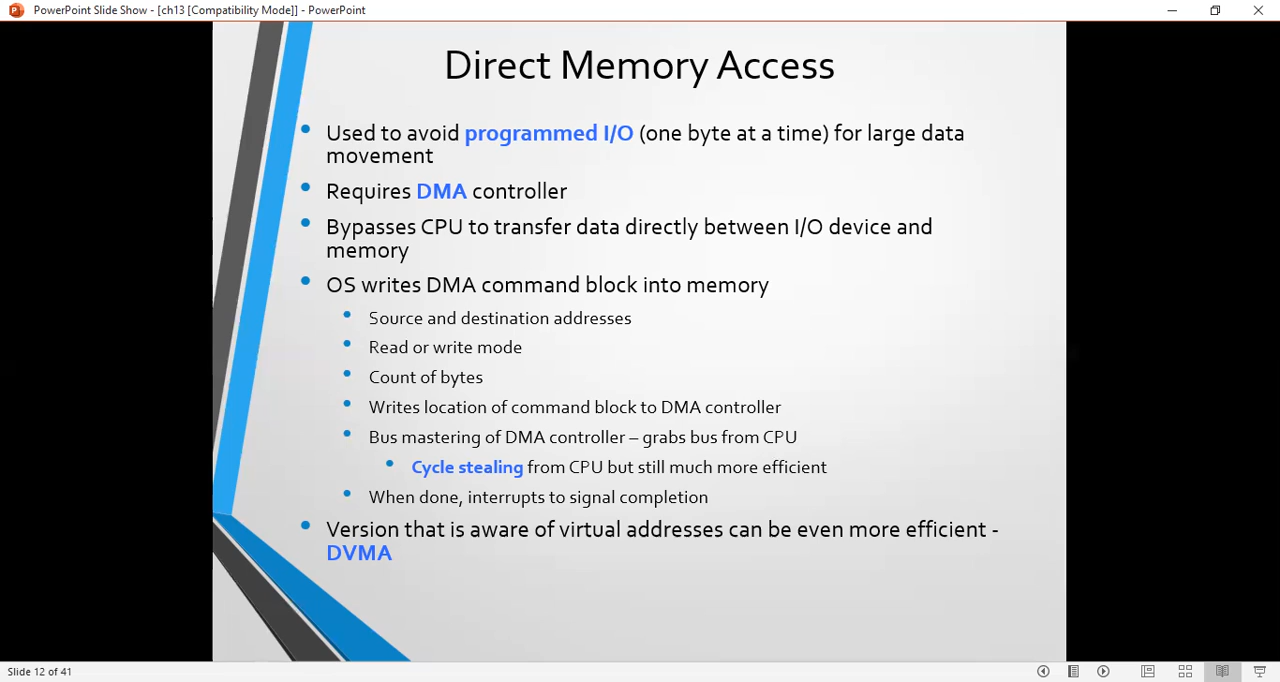 PowerPoint Slide Show - [ch13 [Compatibility Mode]] - PowerPoint
Direct Memory Access
• Used to avoid programmed I/O (one byte at a time) for large data
movement
• Requires DMA controller
• Bypasses CPU to transfer data directly between I/O device and
memory
• OS writes DMA command block into memory
• Source and destination addresses
• Read or write mode
• Count of bytes
• Writes location of command block to DMA controller
• Bus mastering of DMA controller – grabs bus from CPU
• Cycle stealing from CPU but still much more efficient
• When done, interrupts to signal completion
• Version that is aware of virtual addresses can be even more efficient -
DVMA
Slide 12 of 41